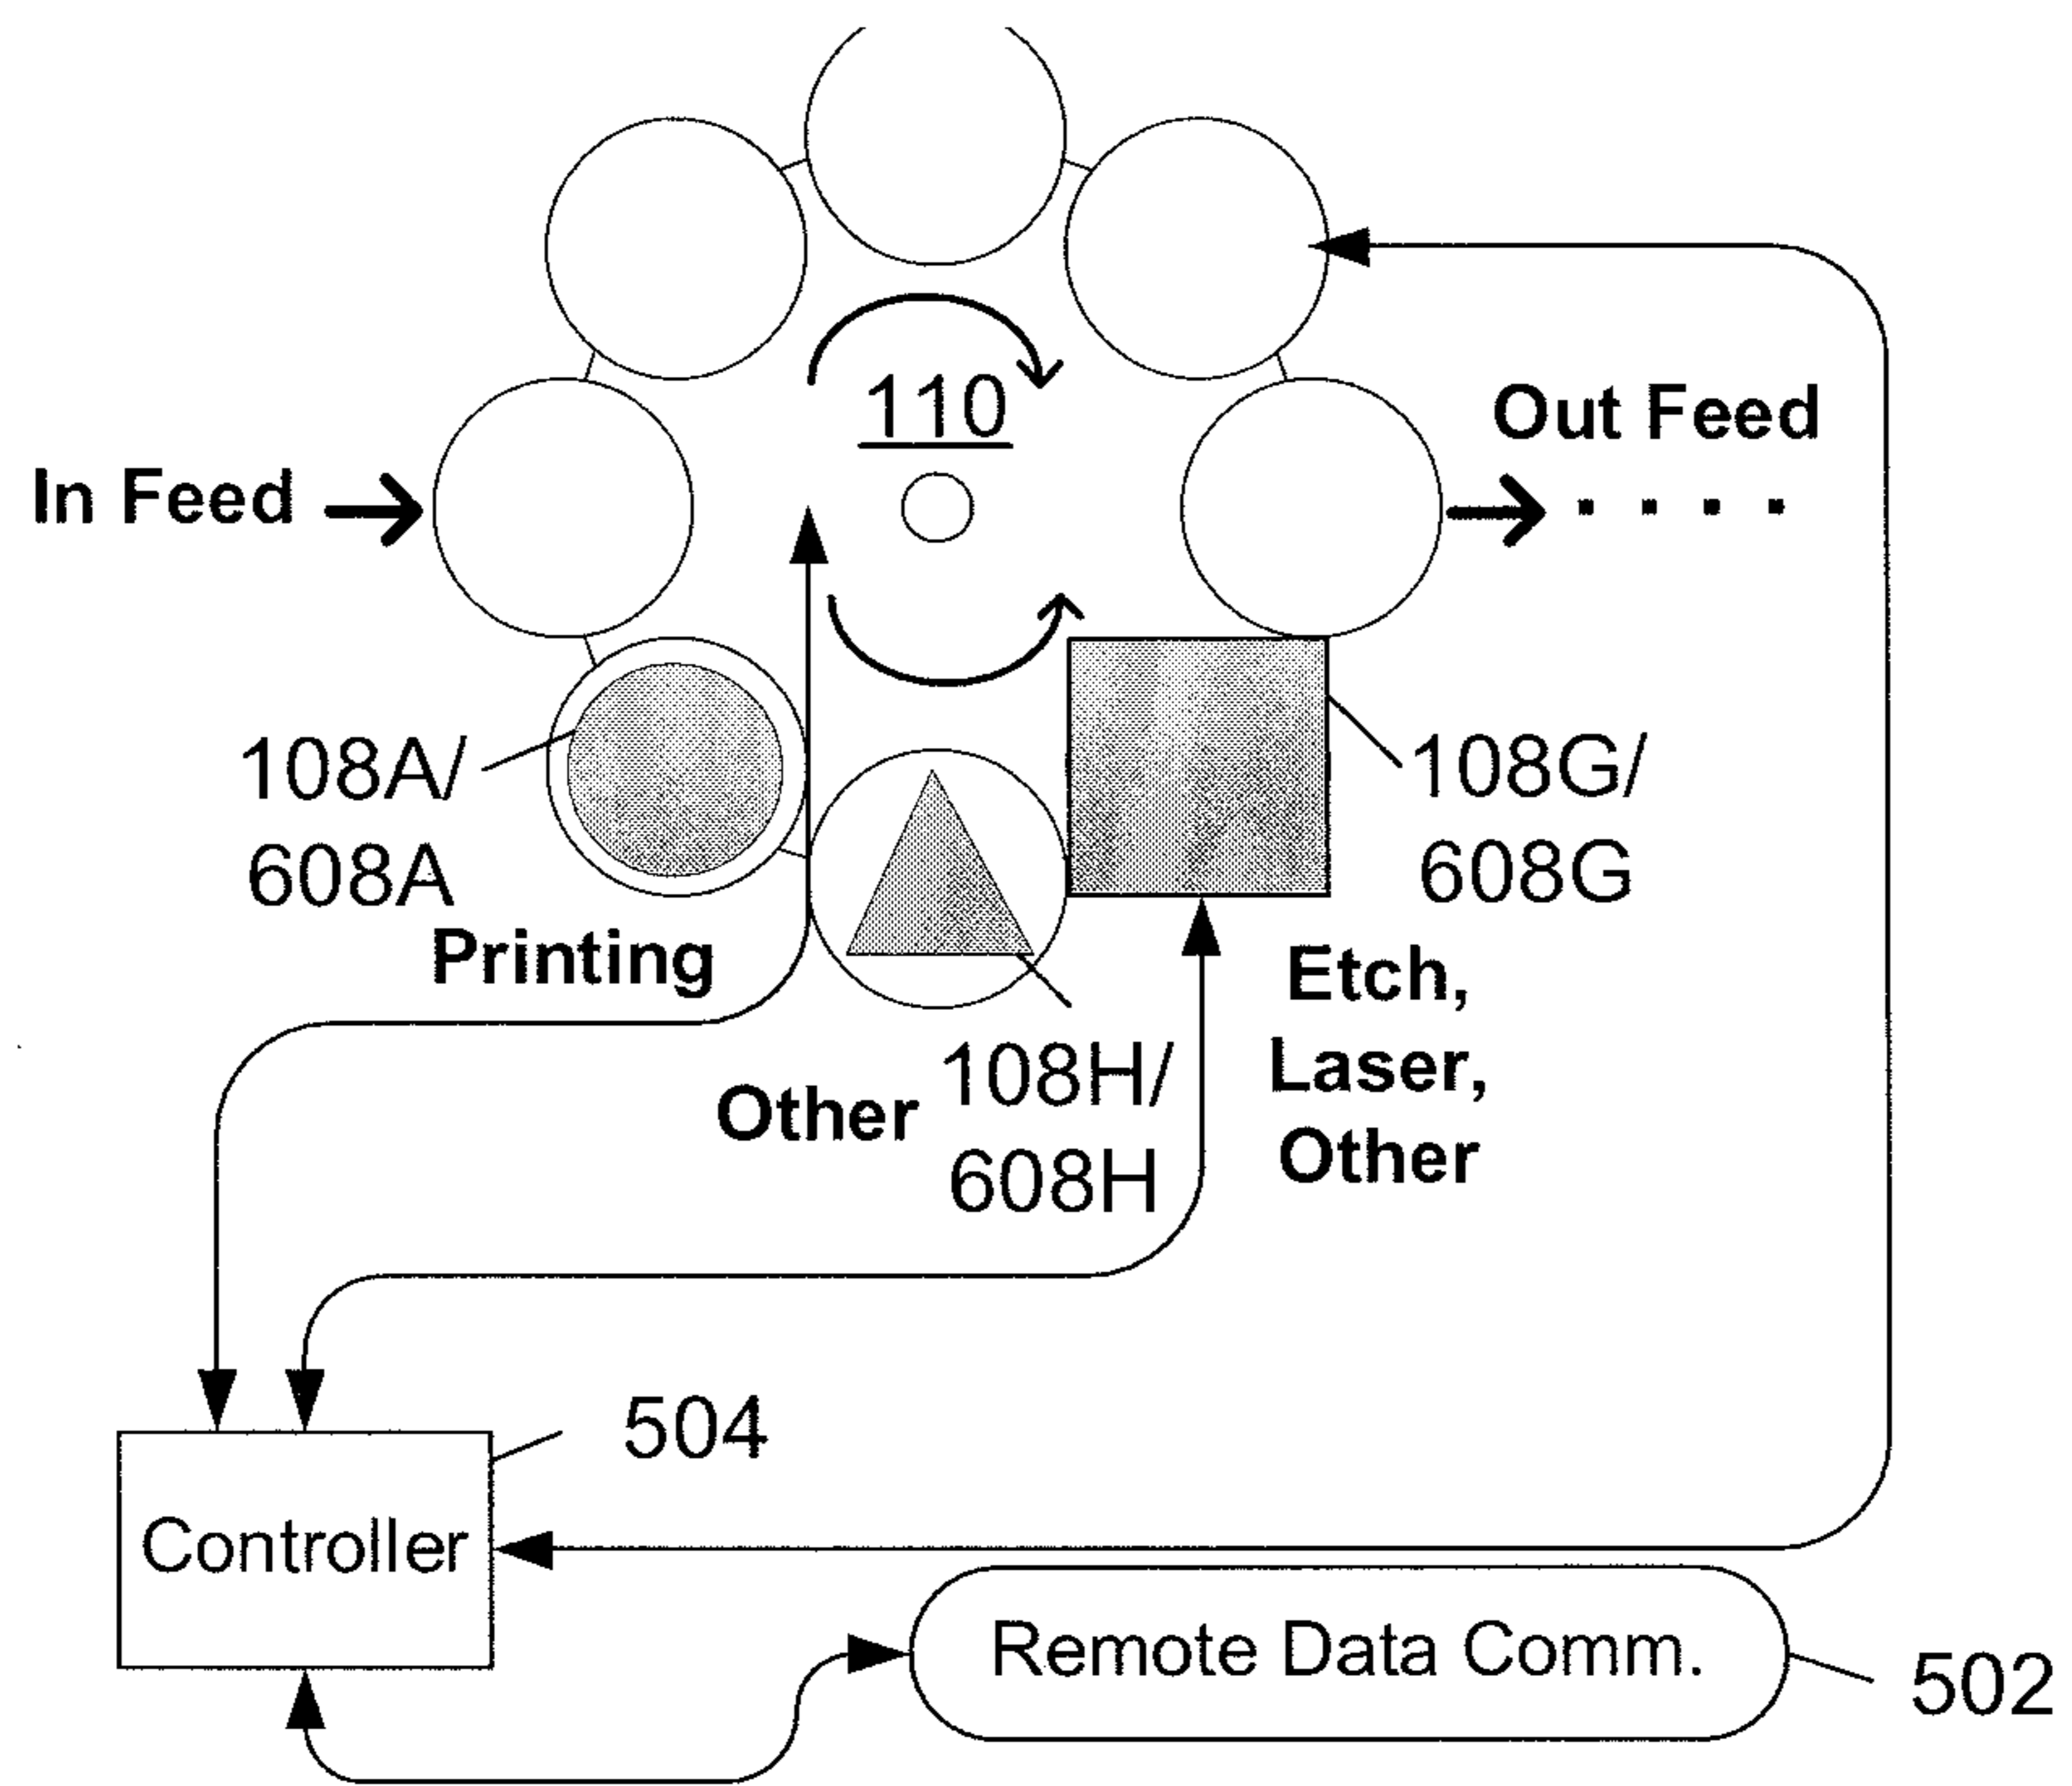 110
Out Feed
In Feed
108A/
608A
Printing
108G/
608G
Etch,
Laser,
Other
Other
108H/
608H
504
Controller
Remote Data Comm.
502